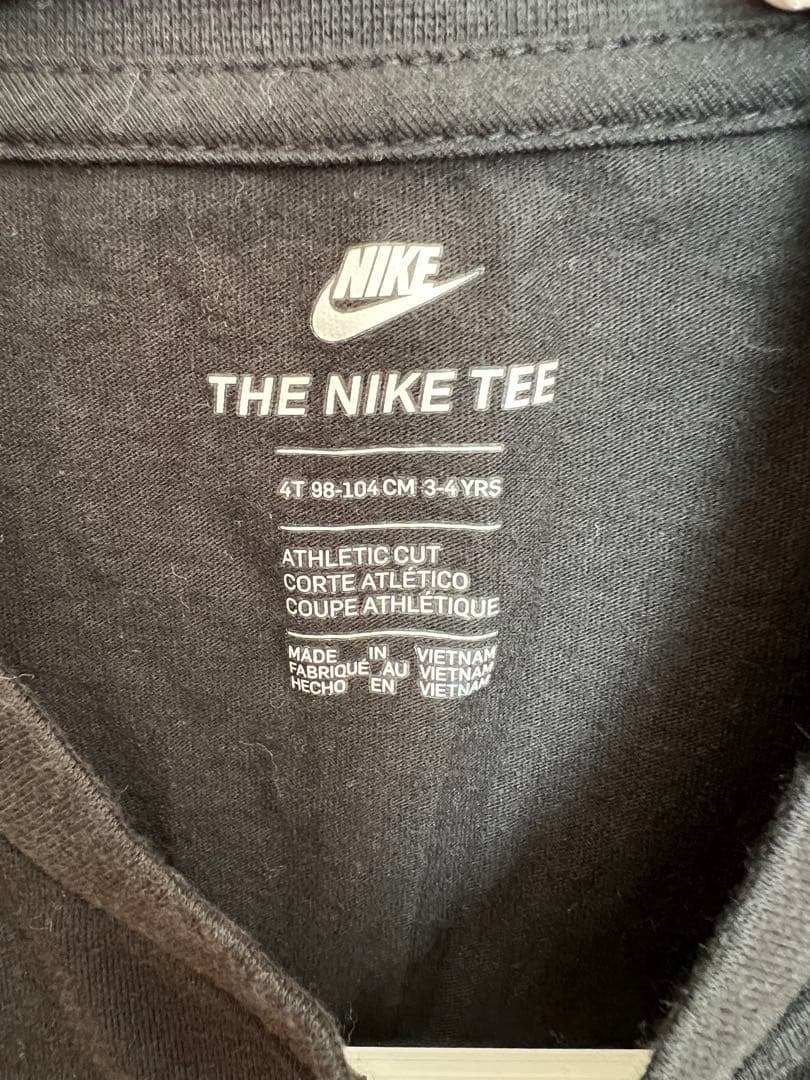 NIKE
THE NIKE TEE
4T 98-104 CM 3-4 YRS
ATHLETIC CUT
CORTE ATLÉTICO
COUPE ATHLÉTIQUE
MADE IN VIETNAM
FABRIQUÉ AU VIETNAM
HECHO EN VIETNAM